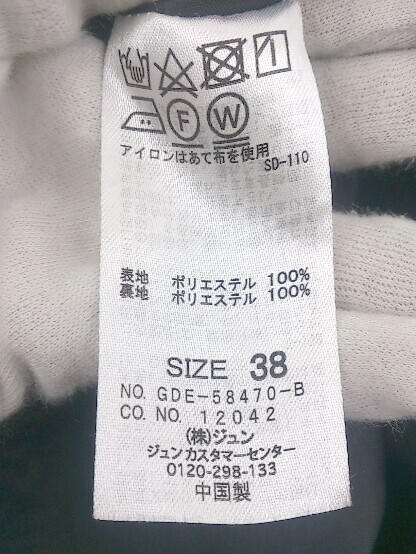 F W
アイロンはあて布を使用
SD-110
表地 ポリエステル 100%
裏地 ポリエステル 100%
SIZE 38
NO. GDE-58470-B
CO. NO. 12042
(株)ジュン
ジュンカスタマーセンター
0120-298-133
中国製